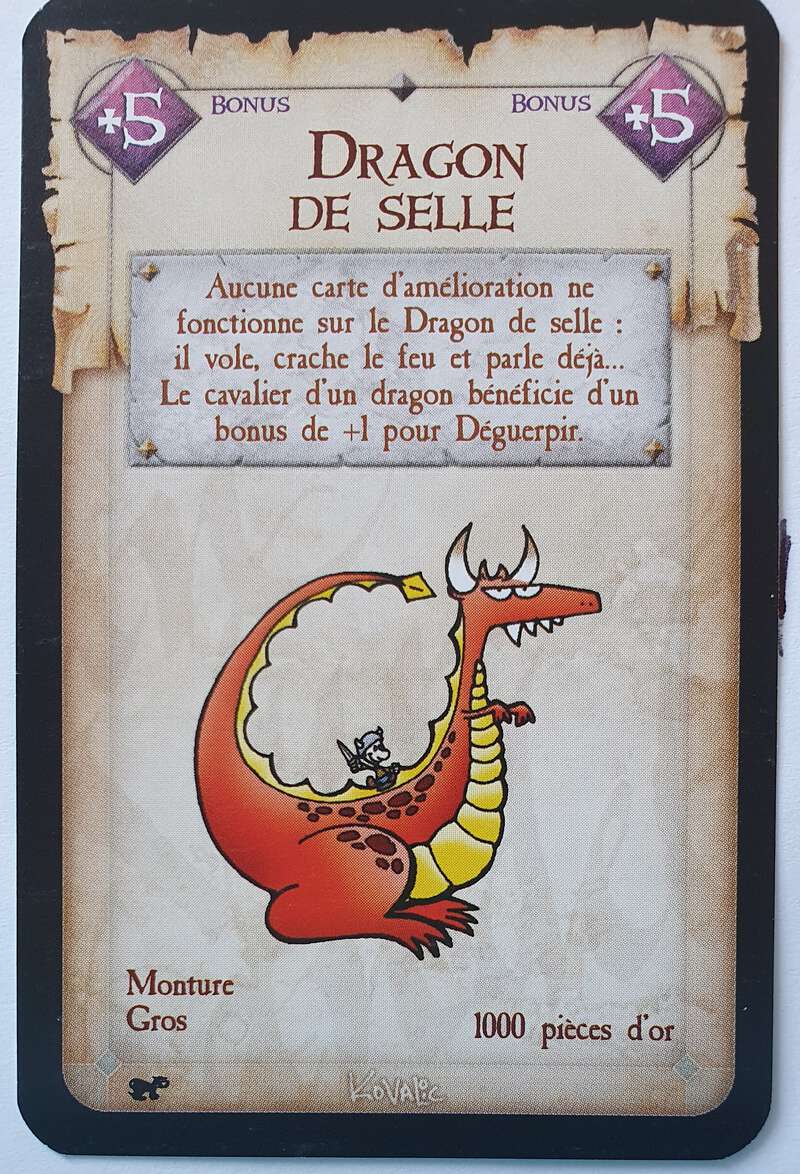 +5 BONUS BONUS +5
DRAGON
DE SELLE
Aucune carte d'amélioration ne
fonctionne sur le Dragon de selle :
il vole, crache le feu et parle déjà...
Le cavalier d'un dragon bénéficie d'un
bonus de +1 pour Déguerpir.
Monture
Gros
1000 pièces d'or
KOVALIC